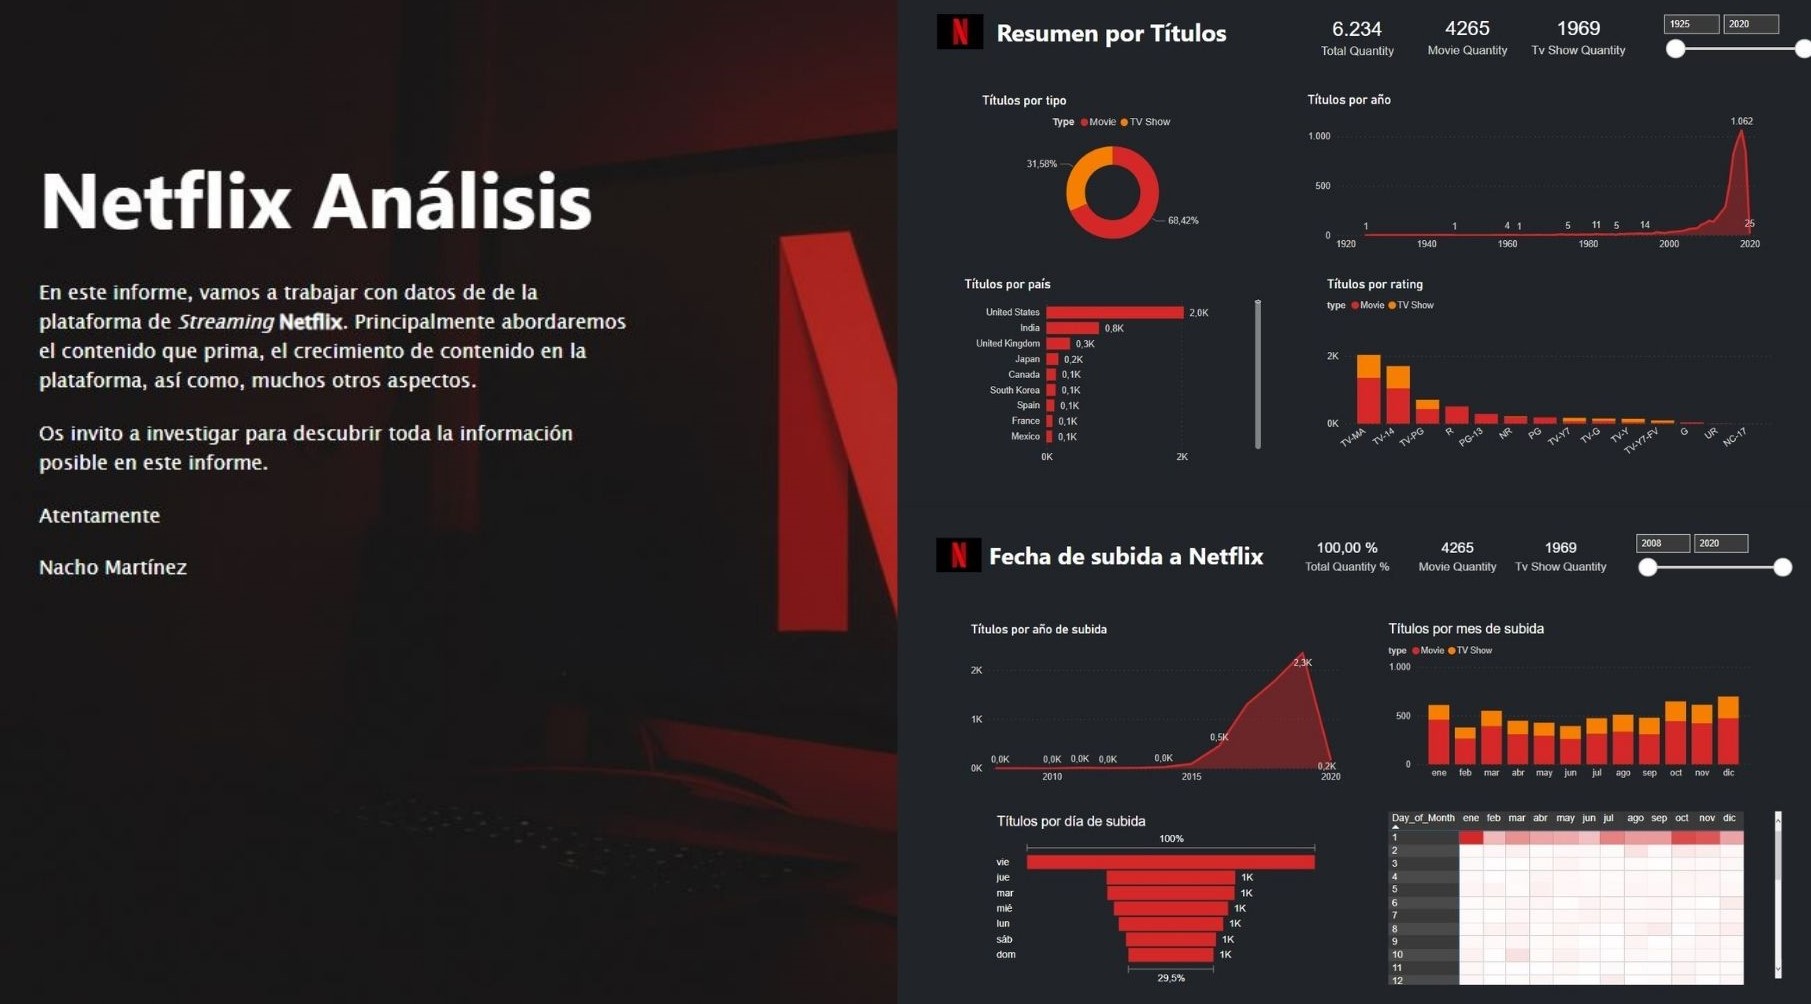 Netflix Análisis
En este informe, vamos a trabajar con datos de de la
plataforma de Streaming Netflix. Principalmente abordaremos
el contenido que prima, el crecimiento de contenido en la
plataforma, así como, muchos otros aspectos.
Os invito a investigar para descubrir toda la información
posible en este informe.
Atentamente
Nacho Martínez
N
Resumen por Títulos
6.234
Total Quantity
4265
Movie Quantity
1969
Tv Show Quantity
1925
2020
Títulos por tipo
Type Movie TV Show
31,58%
68,42%
Títulos por año
1.062
1.000
500
0
1 1 4 1 5 11 5 14 25
1920 1940 1960 1980 2000 2020
Títulos por país
United States 2,0K
India 0,8K
United Kingdom 0,3K
Japan 0,2K
Canada 0,1K
South Korea 0,1K
Spain 0,1K
France 0,1K
Mexico 0,1K
0K 2K
Títulos por rating
type Movie TV Show
2K
0K
TV-MA TV-14 TV-PG R PG-13 NR PG TV-Y7 TV-G TV-Y TV-Y7-FV G UR NC-17
N
Fecha de subida a Netflix
100,00 %
Total Quantity %
4265
Movie Quantity
1969
Tv Show Quantity
2008
2020
Títulos por año de subida
2K
1K
0K
0,0K 0,0K 0,0K 0,0K 0,0K 0,5K 2,3K 0,2K
2010 2015 2020
Títulos por mes de subida
type Movie TV Show
1.000
500
0
ene feb mar abr may jun jul ago sep oct nov dic
Títulos por día de subida
100%
vie
jue 1K
mar 1K
mié 1K
lun 1K
sáb 1K
dom 1K
29,5%
Day_of_Month ene feb mar abr may jun jul ago sep oct nov dic
1
2
3
4
5
6
7
8
9
10
11
12